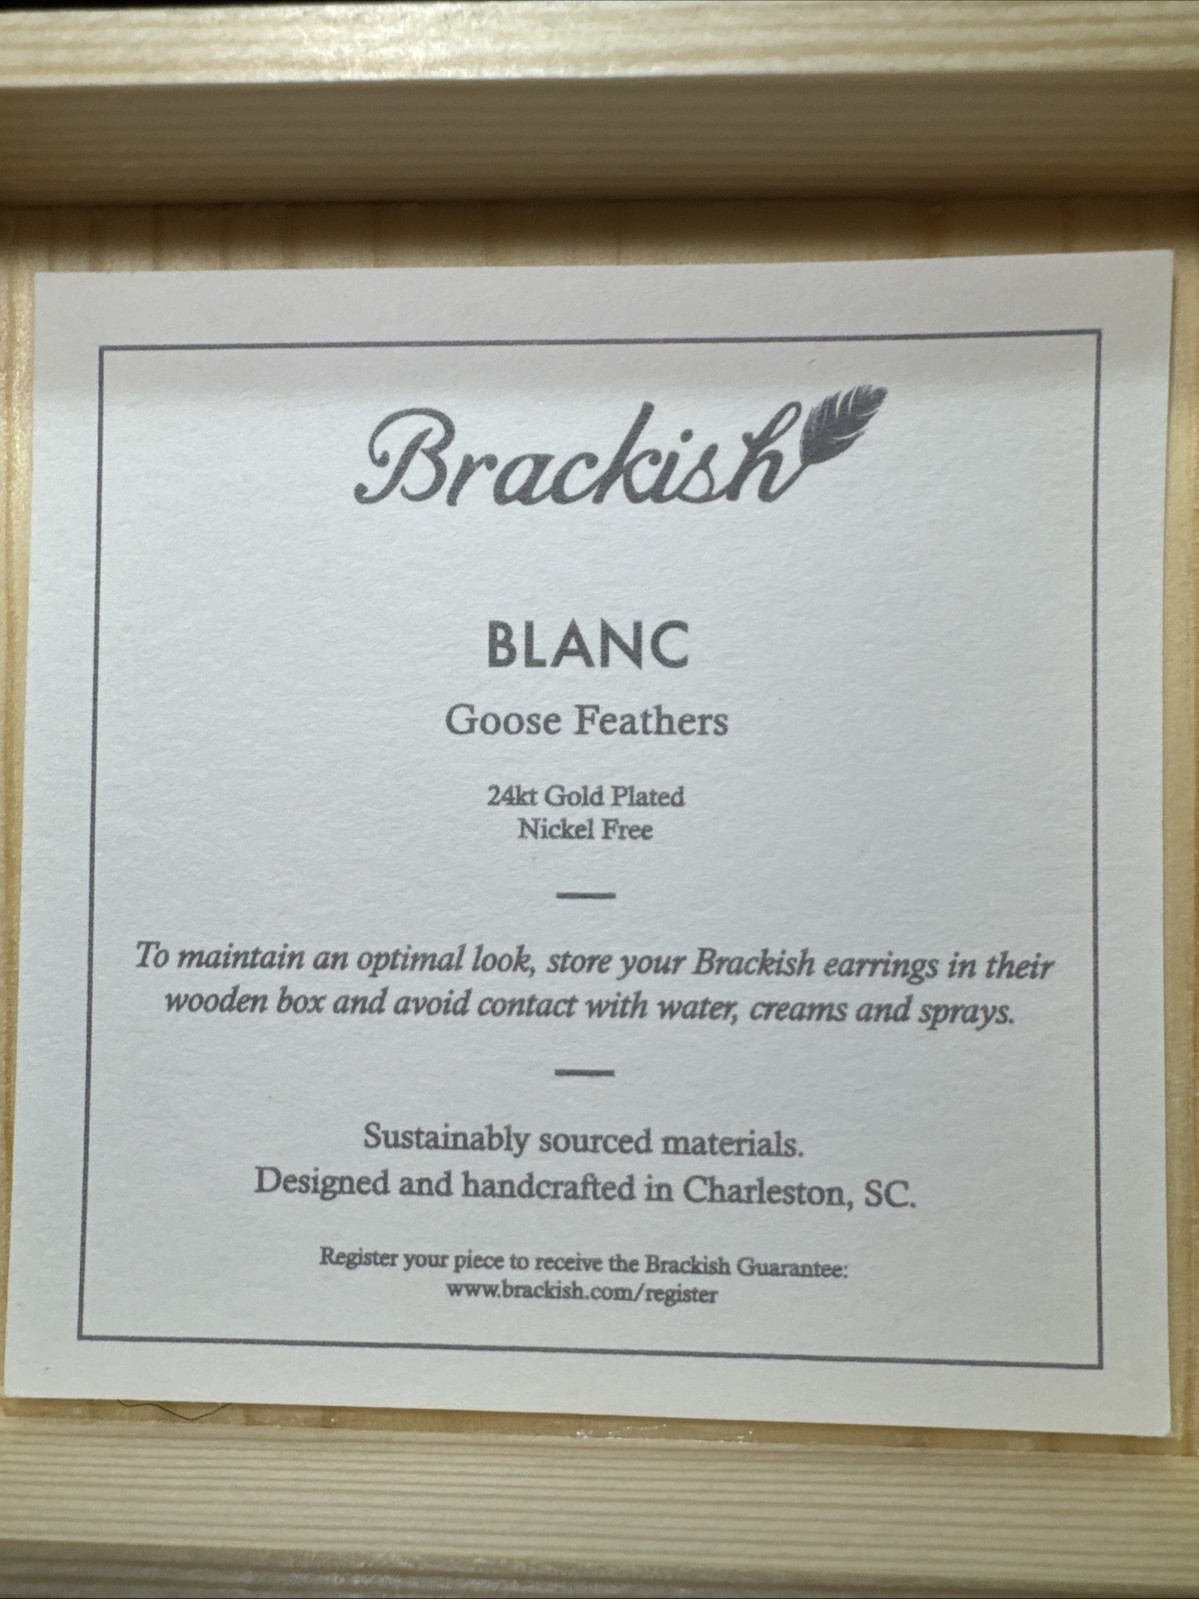 Brackish
BLANC
Goose Feathers
24kt Gold Plated
Nickel Free
To maintain an optimal look, store your Brackish earrings in their
wooden box and avoid contact with water, creams and sprays.
Sustainably sourced materials.
Designed and handcrafted in Charleston, SC.
Register your piece to receive the Brackish Guarantee:
www.brackish.com/register